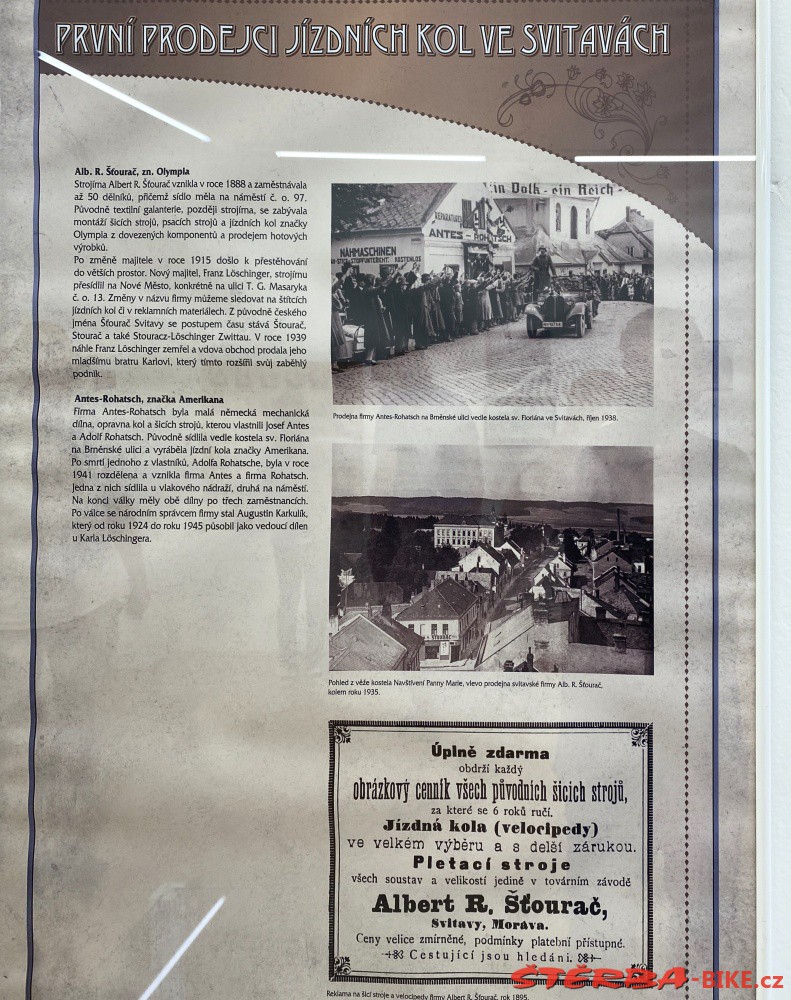 PRVNÍ PRODEJCI JÍZDNÍCH KOL VE SVITAVÁCH
Alb. R. Šťourač, zn. Olympia
Strojírna Albert R. Šťourač vznikla v roce 1888 a zaměstnávala
až 50 dělníků, přičemž sídlo měla na náměstí č. o. 97.
Původně textilní galanterie, později strojírna, se zabývala
montáží šicích strojů, psacích strojů a jízdních kol značky
Olympia z dovezených komponentů a prodejem hotových
výrobků.
Po změně majitele v roce 1915 došlo k přestěhování
do větších prostor. Nový majitel, Franz Löschinger, strojírnu
přesídlil na Nové Město, konkrétně na ulici T. G. Masaryka
č. o. 13. Změny v názvu firmy můžeme sledovat na štítcích
jízdních kol či v reklamních materiálech. Z původně českého
jména Šťourač Svitavy se postupem času stává Štourač,
Stourač a také Stouracz-Löschinger Zwittau. V roce 1939
náhle Franz Löschinger zemřel a vdova obchod prodala jeho
mladšímu bratru Karlovi, který tímto rozšířil svůj zaběhlý
podnik.
Antes-Rohatsch, značka Amerikana
Firma Antes-Rohatsch byla malá německá mechanická
dílna, opravna kol a šicích strojů, kterou vlastnili Josef Antes
a Adolf Rohatsch. Původně sídlila vedle kostela sv. Floriána
na Brněnské ulici a vyráběla jízdní kola značky Amerikana.
Po smrti jednoho z vlastníků, Adolfa Rohatsche, byla v roce
1941 rozdělena a vznikla firma Antes a firma Rohatsch.
Jedna z nich sídlila u vlakového nádraží, druhá na náměstí.
Na konci války měly obě dílny po třech zaměstnancích.
Po válce se národním správcem firmy stal Augustin Karkulík,
který od roku 1924 do roku 1945 působil jako vedoucí dílen
u Karla Löschingera.
in Volk - ein Reich -
REPARATUREN
ANTES - ROHATSCH
NÄHMASCHINEN
STOPFUNTERICHT KOSTENLOS
Prodejna firmy Antes-Rohatsch na Brněnské ulici vedle kostela sv. Floriána ve Svitavách, říjen 1938.
ŠŤOURAČ
Pohled z věže kostela Navštívení Panny Marie, vlevo prodejna svitavské firmy Alb. R. Šťourač,
kolem roku 1935.
Úplně zdarma
obdrží každý
obrázkový cenník všech původních šicích strojů,
za které se 6 roků ručí.
Jízdná kola (velocipedy)
ve velkém výběru a s delší zárukou.
Pletací stroje
všech soustav a velikostí jedině v továrním závodě
Albert R. Šťourač,
Svitavy, Morava.
Ceny velice zmírněné, podmínky platební přístupné.
Cestující jsou hledáni.
Reklama na šicí stroje a velocipedy firmy Albert R. Šťourač, rok 1895.
ŠTĚRBA-BIKE.cz